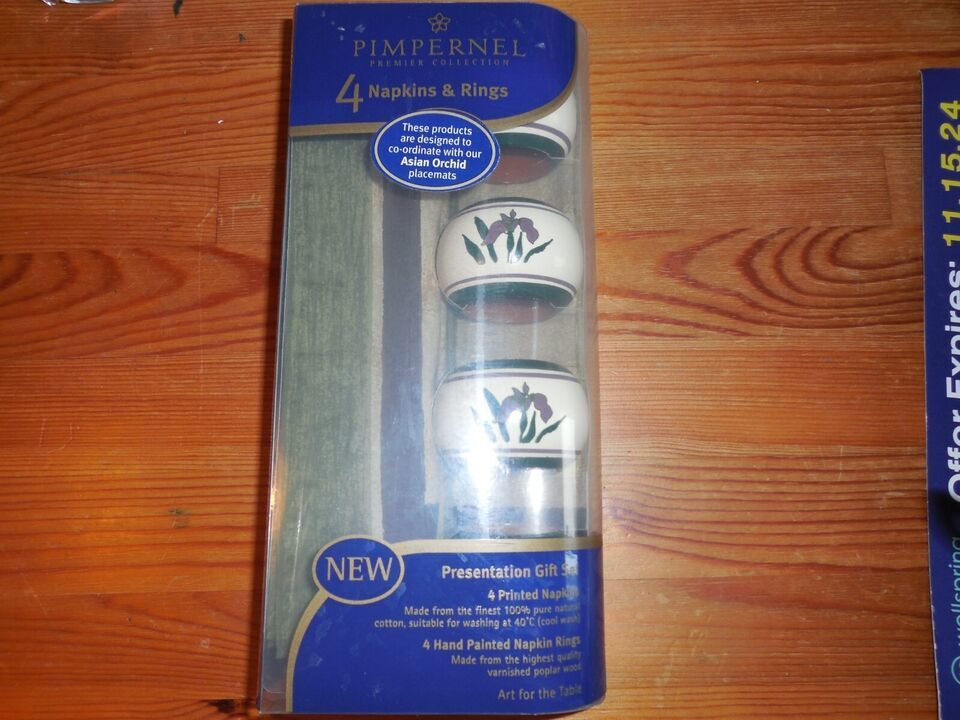 PIMPERNEL
PREMIER COLLECTION
4 Napkins & Rings
These products
are designed to
co-ordinate with our
Asian Orchid
placemats
NEW
Presentation Gift Set
4 Printed Napkins
Made from the finest 100% pure natural
cotton, suitable for washing at 40°C (cool wash)
4 Hand Painted Napkin Rings
Made from the highest quality
varnished poplar wood
Art for the Table
Offer Expires: 11.15.24
wellspring